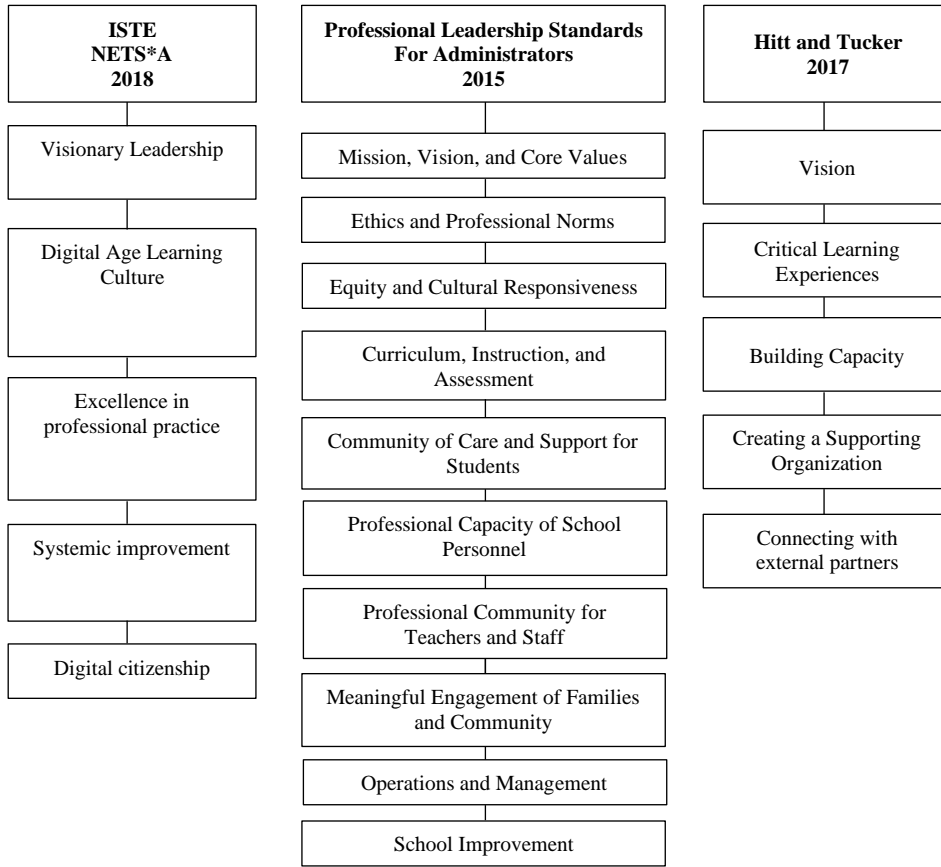 ISTE
NETS*A
2018
Visionary Leadership
Digital Age Learning
Culture
Excellence in
professional practice
Systemic improvement
Digital citizenship
Professional Leadership Standards
For Administrators
2015
Mission, Vision, and Core Values
Ethics and Professional Norms
Equity and Cultural Responsiveness
Curriculum, Instruction, and
Assessment
Community of Care and Support for
Students
Professional Capacity of School
Personnel
Professional Community for
Teachers and Staff
Meaningful Engagement of Families
and Community
Operations and Management
School Improvement
Hitt and Tucker
2017
Vision
Critical Learning
Experiences
Building Capacity
Creating a Supporting
Organization
Connecting with
external partners